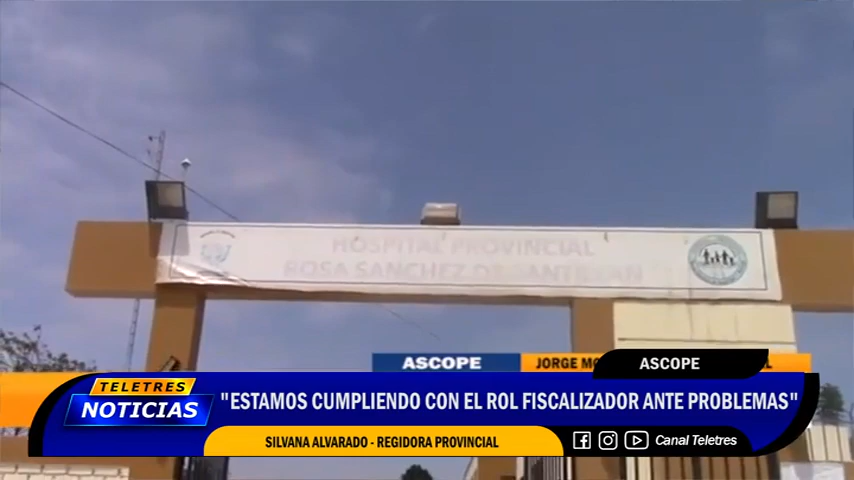 HOSPITAL PROVINCIAL
ROSA SANCHEZ DE SANTILLAN
ASCOPE
JORGE
ASCOPE
TELETRES
NOTICIAS
"ESTAMOS CUMPLIENDO CON EL ROL FISCALIZADOR ANTE PROBLEMAS"
SILVANA ALVARADO - REGIDORA PROVINCIAL
Canal Teletres